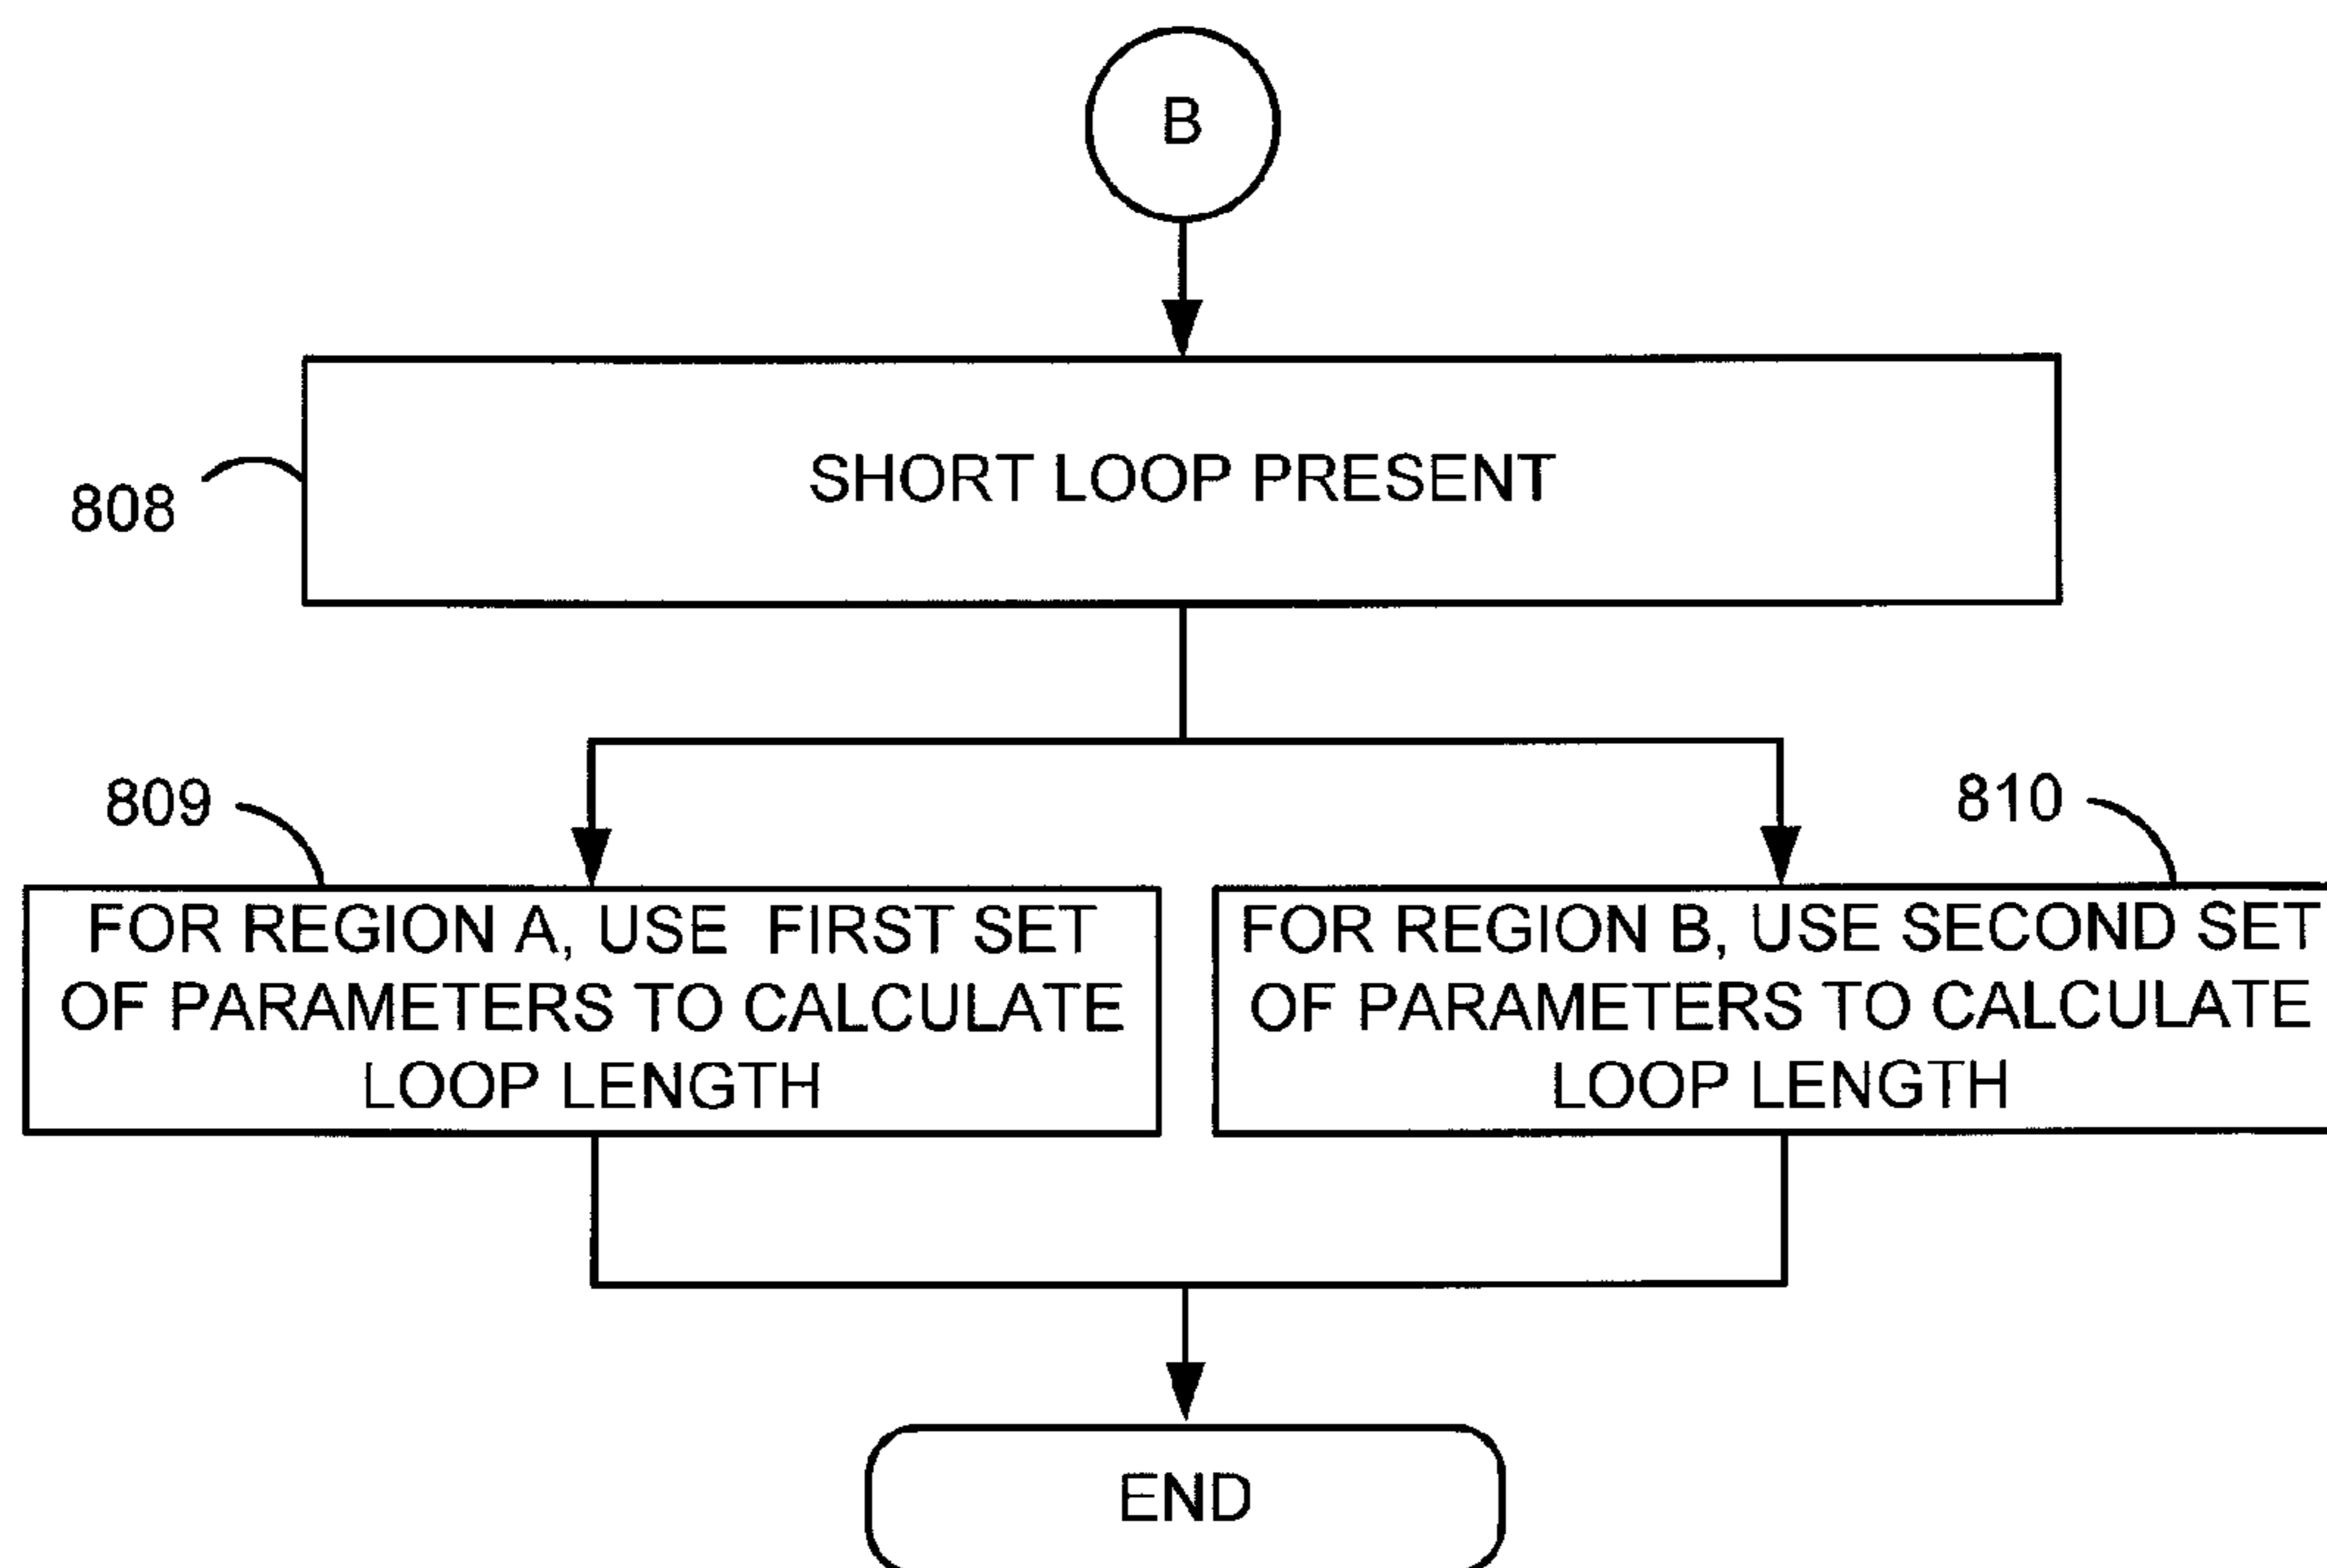 B
SHORT LOOP PRESENT
808
809
810
FOR REGION A, USE FIRST SET
OF PARAMETERS TO CALCULATE
LOOP LENGTH
FOR REGION B, USE SECOND SET
OF PARAMETERS TO CALCULATE
LOOP LENGTH
END